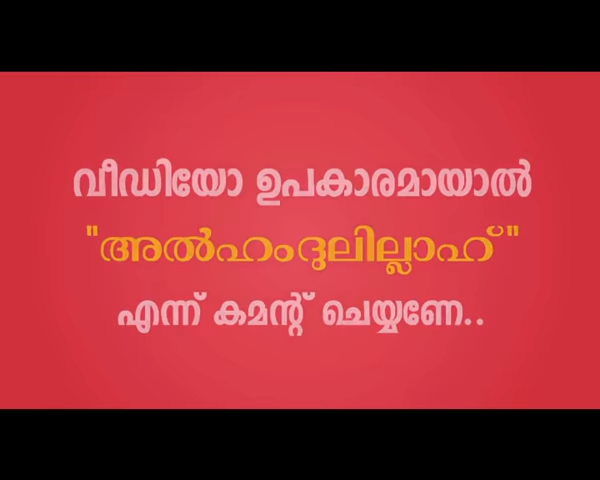 വീഡിയോ ഉപകാരമായാൽ
"അൽഹംദൂലില്ലാഹ്"
എന്ന് കമന്റ് ചെയ്യണേ..